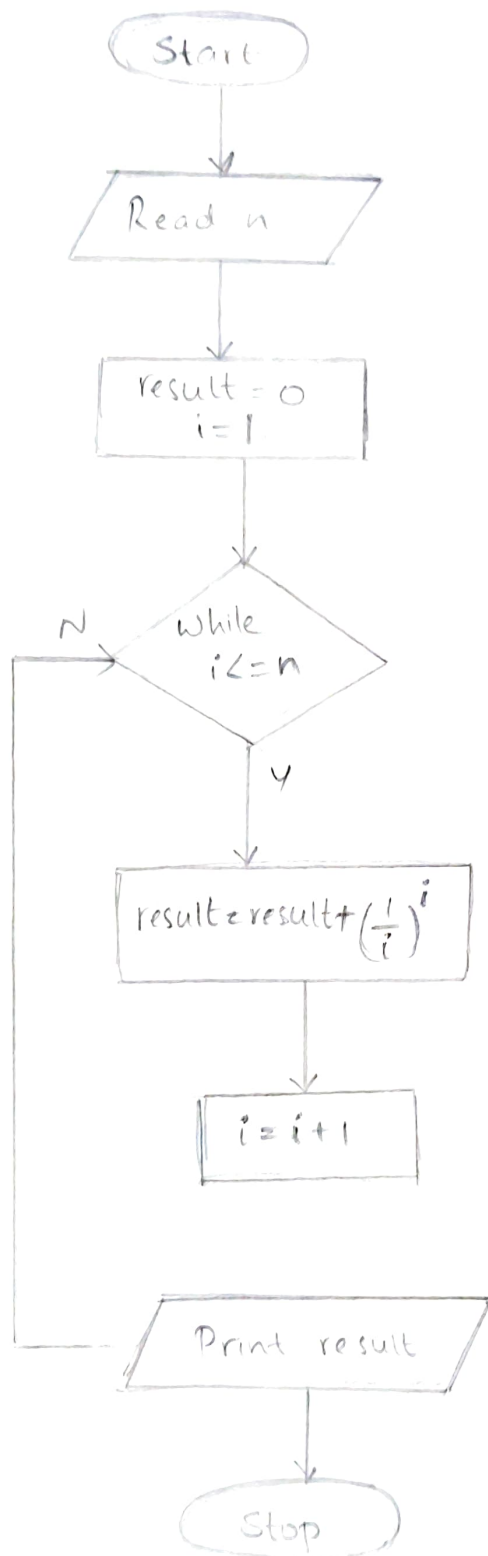 Start
Read n
result = 0
i = 1
N
While
i <= n
Y
result = result + (1/i)^i
i = i + 1
Print result
Stop